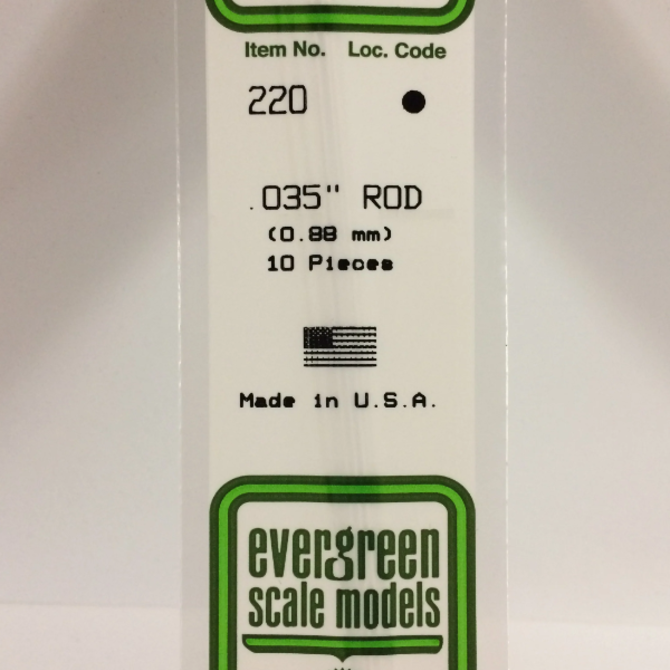 Item No. Loc. Code
220 ●
.035" ROD
(0.88 mm)
10 Pieces
Made in U.S.A.
evergreen
scale models